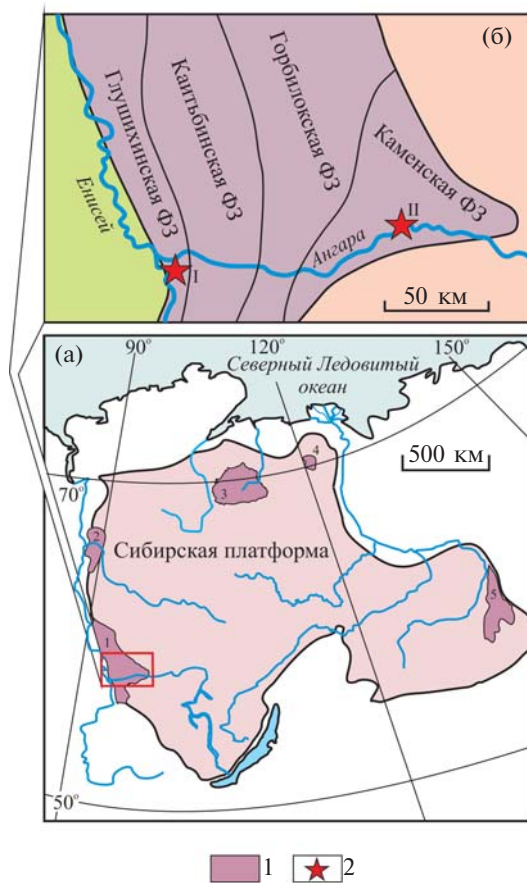 (б)
Глушихинская ФЗ
Каитьбинская ФЗ
Горбилокская ФЗ
Каменская ФЗ
Енисей
Ангара
I
II
50 км
(а)
90°
120°
150°
Северный Ледовитый
океан
500 км
70°
4
3
2
Сибирская платформа
5
1
50°
1
2